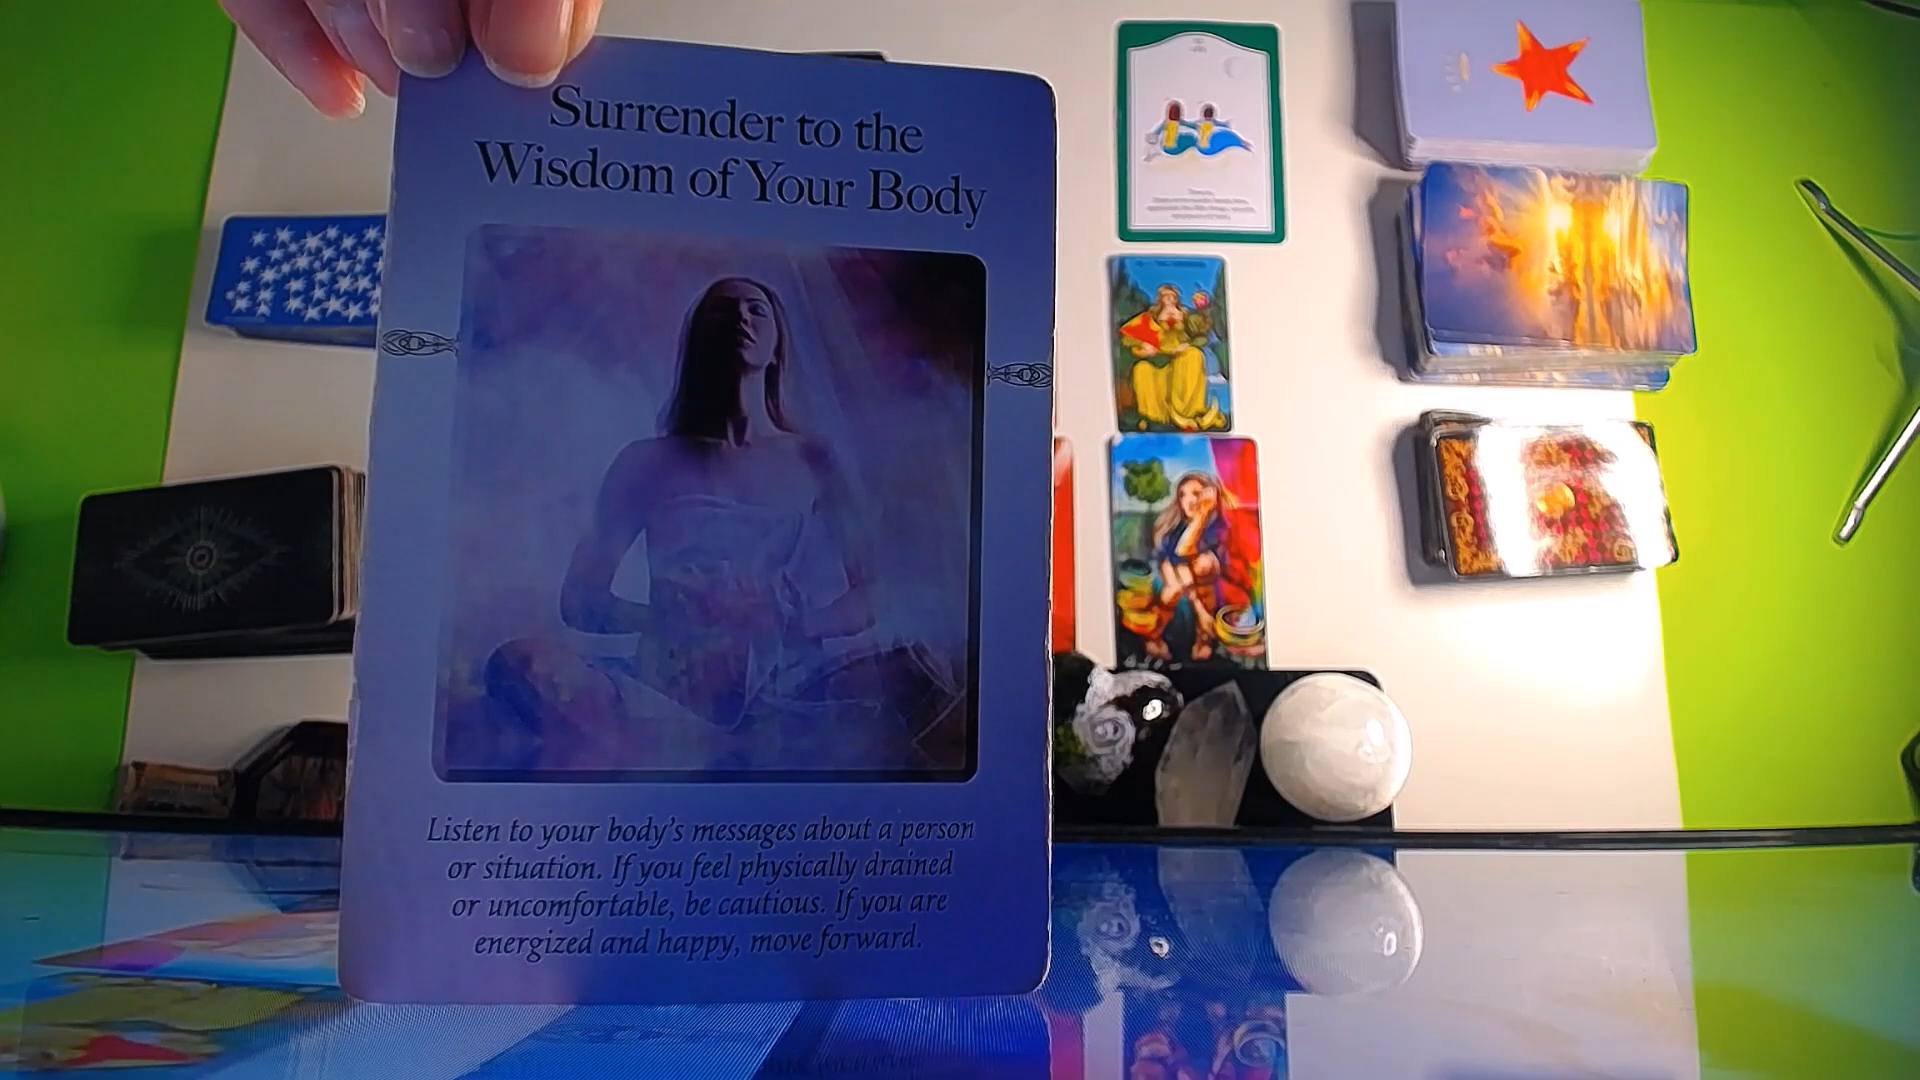 Surrender to the
Wisdom of Your Body
Listen to your body's messages about a person
or situation. If you feel physically drained
or uncomfortable, be cautious. If you are
energized and happy, move forward.